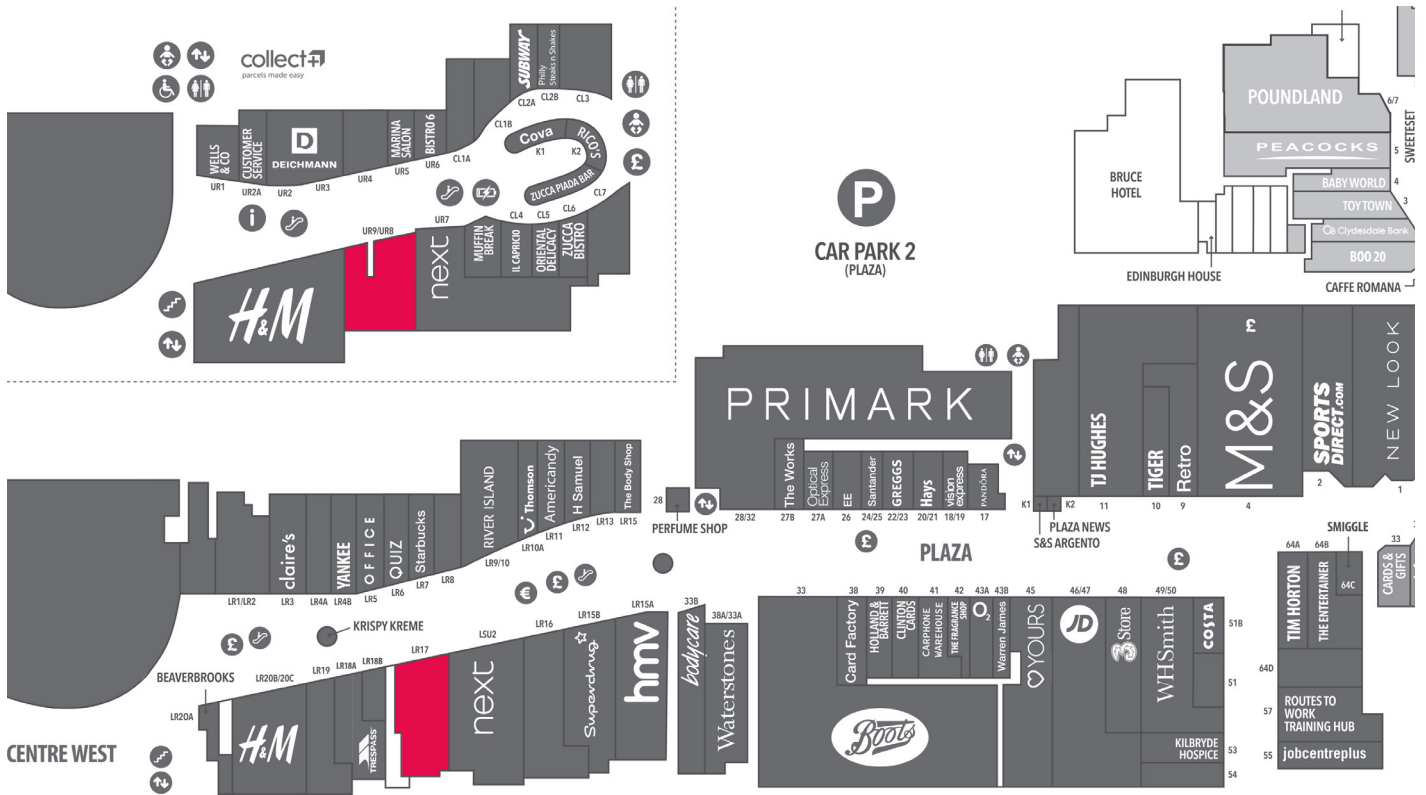 collect+
parcels made easy
WELLS
& CO
UR1
CUSTOMER
SERVICE
UR2A
D
DEICHMANN
UR2
UR3
UR4
MARINA
SALON
UR5
BISTRO 6
UR6
CL1A
CL1B
SUBWAY
CL2A
Philly
Steaks n Shakes
CL2B
CL3
Cova
K1
RICO'S
K2
ZUCCA PIADA BAR
CL7
i
UR9/UR8
UR7
H&M
next
MUFFIN
BREAK
CL4
IL CAPRICIO
CL5
ORIENTAL
DELICACY
CL6
ZUCCA
BISTRO
£
P
CAR PARK 2
(PLAZA)
BRUCE
HOTEL
EDINBURGH HOUSE
POUNDLAND
6/7
SWEETESET
PEACOCKS
5
BABY WORLD
4
TOY TOWN
3
Clydesdale Bank
BOO 20
CAFFE ROMANA
PRIMARK
28/32
The Works
27B
Optical
Express
27A
EE
26
Santander
24/25
GREGGS
22/23
Hays
20/21
vision
express
18/19
PANDORA
17
£
PLAZA
K1
K2
PLAZA NEWS
S&S ARGENTO
TJ HUGHES
11
TIGER
10
Retro
9
£
M&S
4
SPORTS
DIRECT.COM
2
NEW LOOK
1
£
LR1/LR2
claire's
LR3
LR4A
YANKEE
LR4B
OFFICE
LR5
QUIZ
LR6
Starbucks
LR7
LR8
RIVER ISLAND
LR9/10
Thomson
LR10A
Americandy
LR11
H Samuel
LR12
LR13
The Body Shop
LR15
28
PERFUME SHOP
€
£
£
KRISPY KREME
BEAVERBROOKS
LR20A
LR20B/20C
H&M
LR19
LR18A
LR18B
TRESPASS
LR17
LSU2
next
LR16
LR15B
Superdrug
LR15A
hmv
33B
bodycare
38A/33A
Waterstones
CENTRE WEST
33
Boots
38
Card Factory
39
HOLLAND &
BARRETT
40
CLINTON
CARDS
41
CARPHONE
WAREHOUSE
42
THE FRAGRANCE
SHOP
43A
O2
43B
Warren James
45
YOURS
46/47
JD
48
3 Store
49/50
WHSmith
COSTA
51B
51
KILBRYDE
HOSPICE
53
54
SMIGGLE
64A
64B
TIM HORTON
THE ENTERTAINER
64C
64D
57
ROUTES TO
WORK
TRAINING HUB
55
jobcentreplus
33
CARDS &
GIFTS